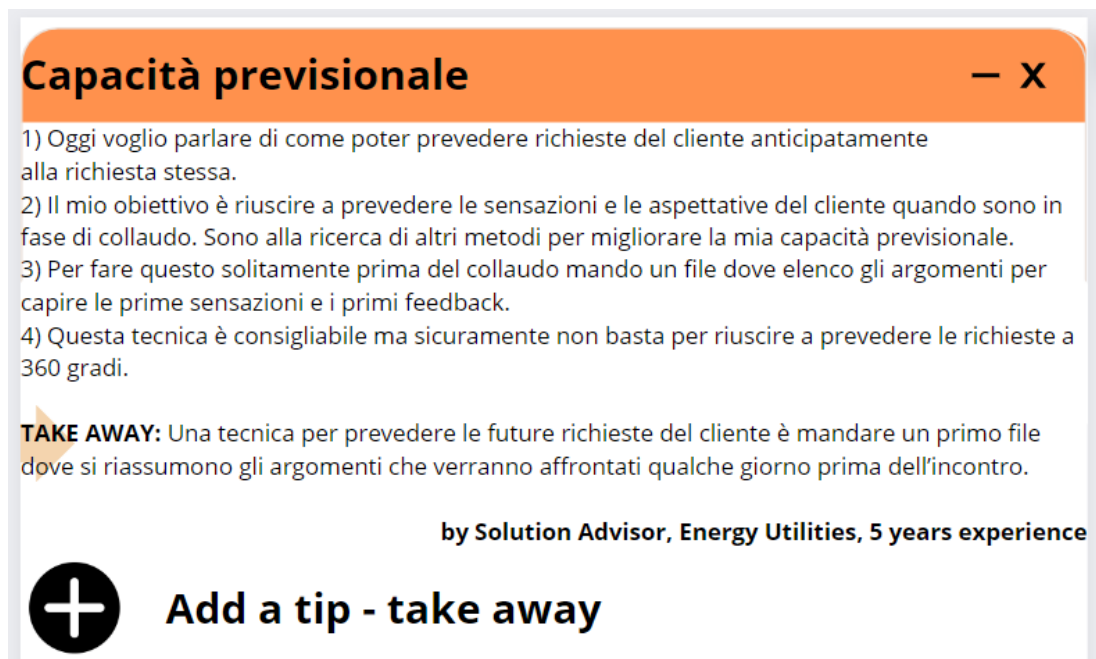 Capacità previsionale
— X
1) Oggi voglio parlare di come poter prevedere richieste del cliente anticipatamente
alla richiesta stessa.
2) Il mio obiettivo è riuscire a prevedere le sensazioni e le aspettative del cliente quando sono in
fase di collaudo. Sono alla ricerca di altri metodi per migliorare la mia capacità previsionale.
3) Per fare questo solitamente prima del collaudo mando un file dove elenco gli argomenti per
capire le prime sensazioni e i primi feedback.
4) Questa tecnica è consigliabile ma sicuramente non basta per riuscire a prevedere le richieste a
360 gradi.
TAKE AWAY: Una tecnica per prevedere le future richieste del cliente è mandare un primo file
dove si riassumono gli argomenti che verranno affrontati qualche giorno prima dell’incontro.
by Solution Advisor, Energy Utilities, 5 years experience
Add a tip - take away